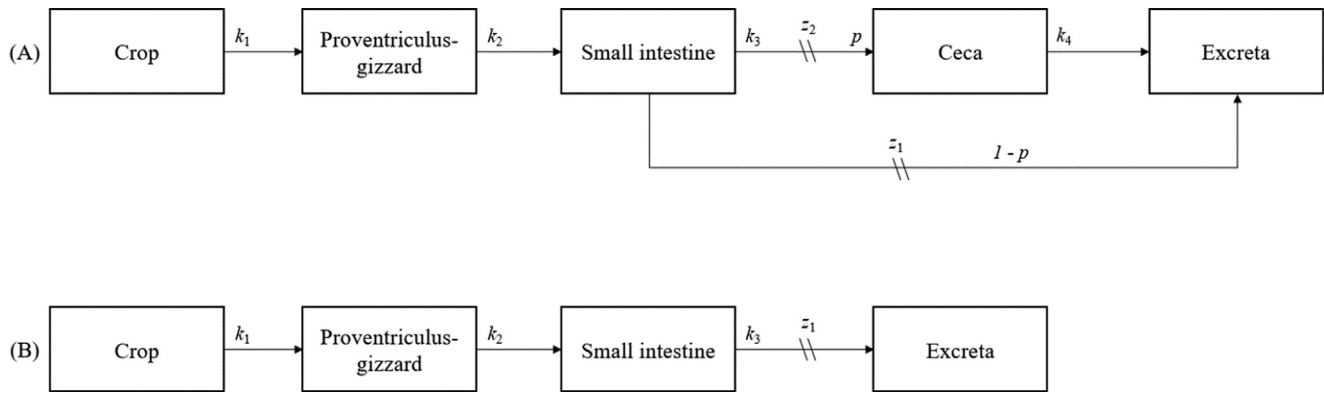 (A) Crop k₁ Proventriculus-gizzard k₂ Small intestine k₃ z₂ p Ceca k₄ Excreta
z₁ 1 - p
(B) Crop k₁ Proventriculus-gizzard k₂ Small intestine k₃ z₁ Excreta